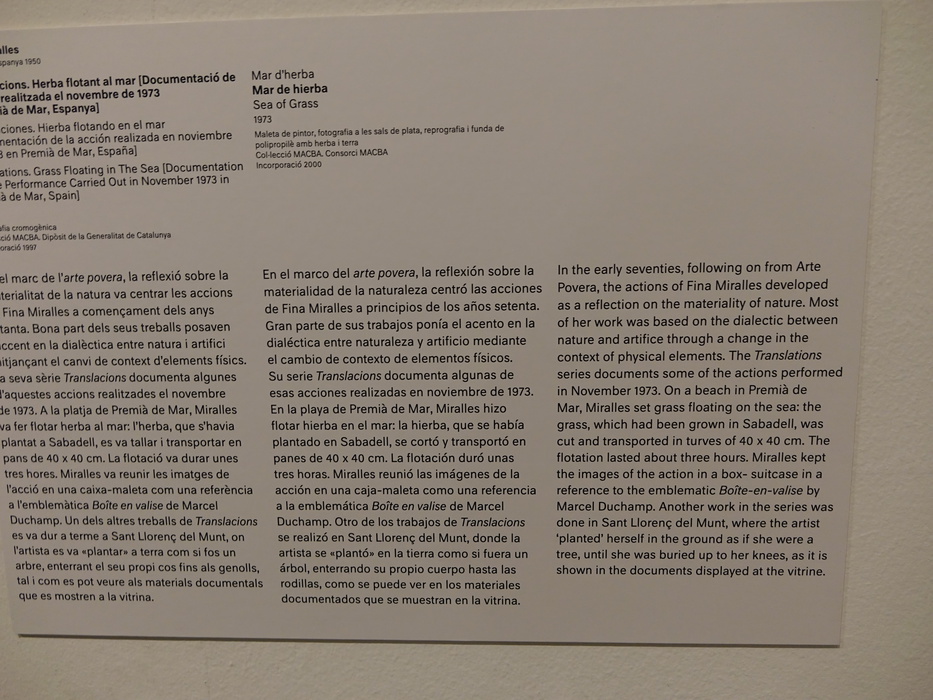 spanya 1950
cions. Herba flotant al mar [Documentació de
realitzada el novembre de 1973
ià de Mar, Espanya]
ciones. Hierba flotando en el mar
mentación de la acción realizada en noviembre
en Premià de Mar, España]
ations. Grass Floating in The Sea [Documentation
Performance Carried Out in November 1973 in
à de Mar, Spain]
afia cromogènica
ció MACBA. Dipòsit de la Generalitat de Catalunya
oració 1997
Mar d'herba
Mar de hierba
Sea of Grass
1973
Maleta de pintor, fotografia a les sals de plata, reprografia i funda de
polipropilè amb herba i terra
Col·lecció MACBA. Consorci MACBA
Incorporació 2000
el marc de l'arte povera, la reflexió sobre la
terialitat de la natura va centrar les accions
Fina Miralles a començament dels anys
tanta. Bona part dels seus treballs posaven
accent en la dialèctica entre natura i artifici
itjançant el canvi de context d'elements físics.
a seva sèrie Translacions documenta algunes
l'aquestes accions realitzades el novembre
de 1973. A la platja de Premià de Mar, Miralles
va fer flotar herba al mar: l'herba, que s'havia
plantat a Sabadell, es va tallar i transportar en
pans de 40 x 40 cm. La flotació va durar unes
tres hores. Miralles va reunir les imatges de
l'acció en una caixa-maleta com una referència
a l'emblemàtica Boîte en valise de Marcel
Duchamp. Un dels altres treballs de Translacions
es va dur a terme a Sant Llorenç del Munt, on
l'artista es va «plantar» a terra com si fos un
arbre, enterrant el seu propi cos fins als genolls,
tal i com es pot veure als materials documentals
que es mostren a la vitrina.
En el marco del arte povera, la reflexión sobre la
materialidad de la naturaleza centró las acciones
de Fina Miralles a principios de los años setenta.
Gran parte de sus trabajos ponía el acento en la
dialéctica entre naturaleza y artificio mediante
el cambio de contexto de elementos físicos.
Su serie Translacions documenta algunas de
esas acciones realizadas en noviembre de 1973.
En la playa de Premià de Mar, Miralles hizo
flotar hierba en el mar: la hierba, que se había
plantado en Sabadell, se cortó y transportó en
panes de 40 x 40 cm. La flotación duró unas
tres horas. Miralles reunió las imágenes de la
acción en una caja-maleta como una referencia
a la emblemática Boîte en valise de Marcel
Duchamp. Otro de los trabajos de Translacions
se realizó en Sant Llorenç del Munt, donde la
artista se «plantó» en la tierra como si fuera un
árbol, enterrando su propio cuerpo hasta las
rodillas, como se puede ver en los materiales
documentados que se muestran en la vitrina.
In the early seventies, following on from Arte
Povera, the actions of Fina Miralles developed
as a reflection on the materiality of nature. Most
of her work was based on the dialectic between
nature and artifice through a change in the
context of physical elements. The Translations
series documents some of the actions performed
in November 1973. On a beach in Premià de
Mar, Miralles set grass floating on the sea: the
grass, which had been grown in Sabadell, was
cut and transported in turves of 40 x 40 cm. The
flotation lasted about three hours. Miralles kept
the images of the action in a box- suitcase in a
reference to the emblematic Boîte-en-valise by
Marcel Duchamp. Another work in the series was
done in Sant Llorenç del Munt, where the artist
'planted' herself in the ground as if she were a
tree, until she was buried up to her knees, as it is
shown in the documents displayed at the vitrine.